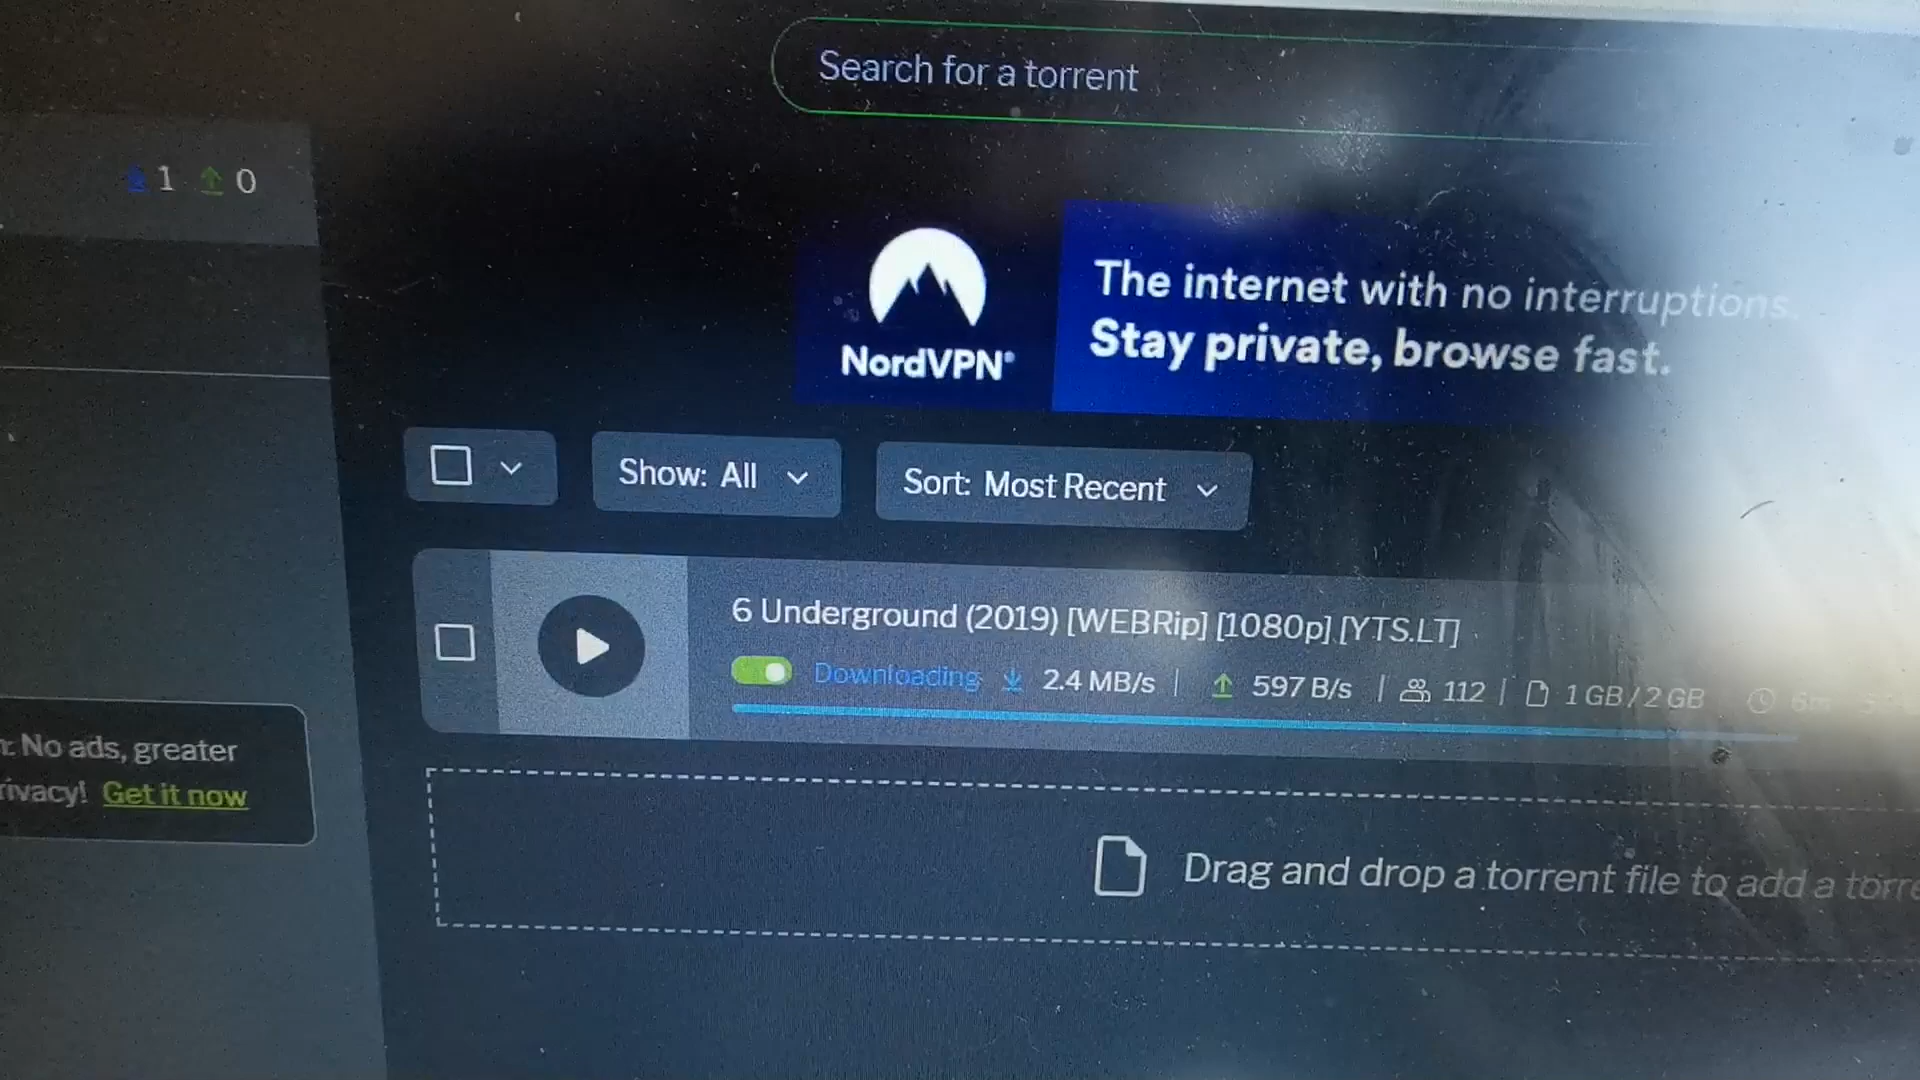 Search for a torrent
1 0
NordVPN®
The internet with no interruptions.
Stay private, browse fast.
Show: All
Sort: Most Recent
6 Underground (2019) [WEBRip] [1080p] [YTS.LT]
Downloading 2.4 MB/s | 597 B/s | 112 | 1 GB / 2 GB
No ads, greater
Get it now
Drag and drop a torrent file to add a